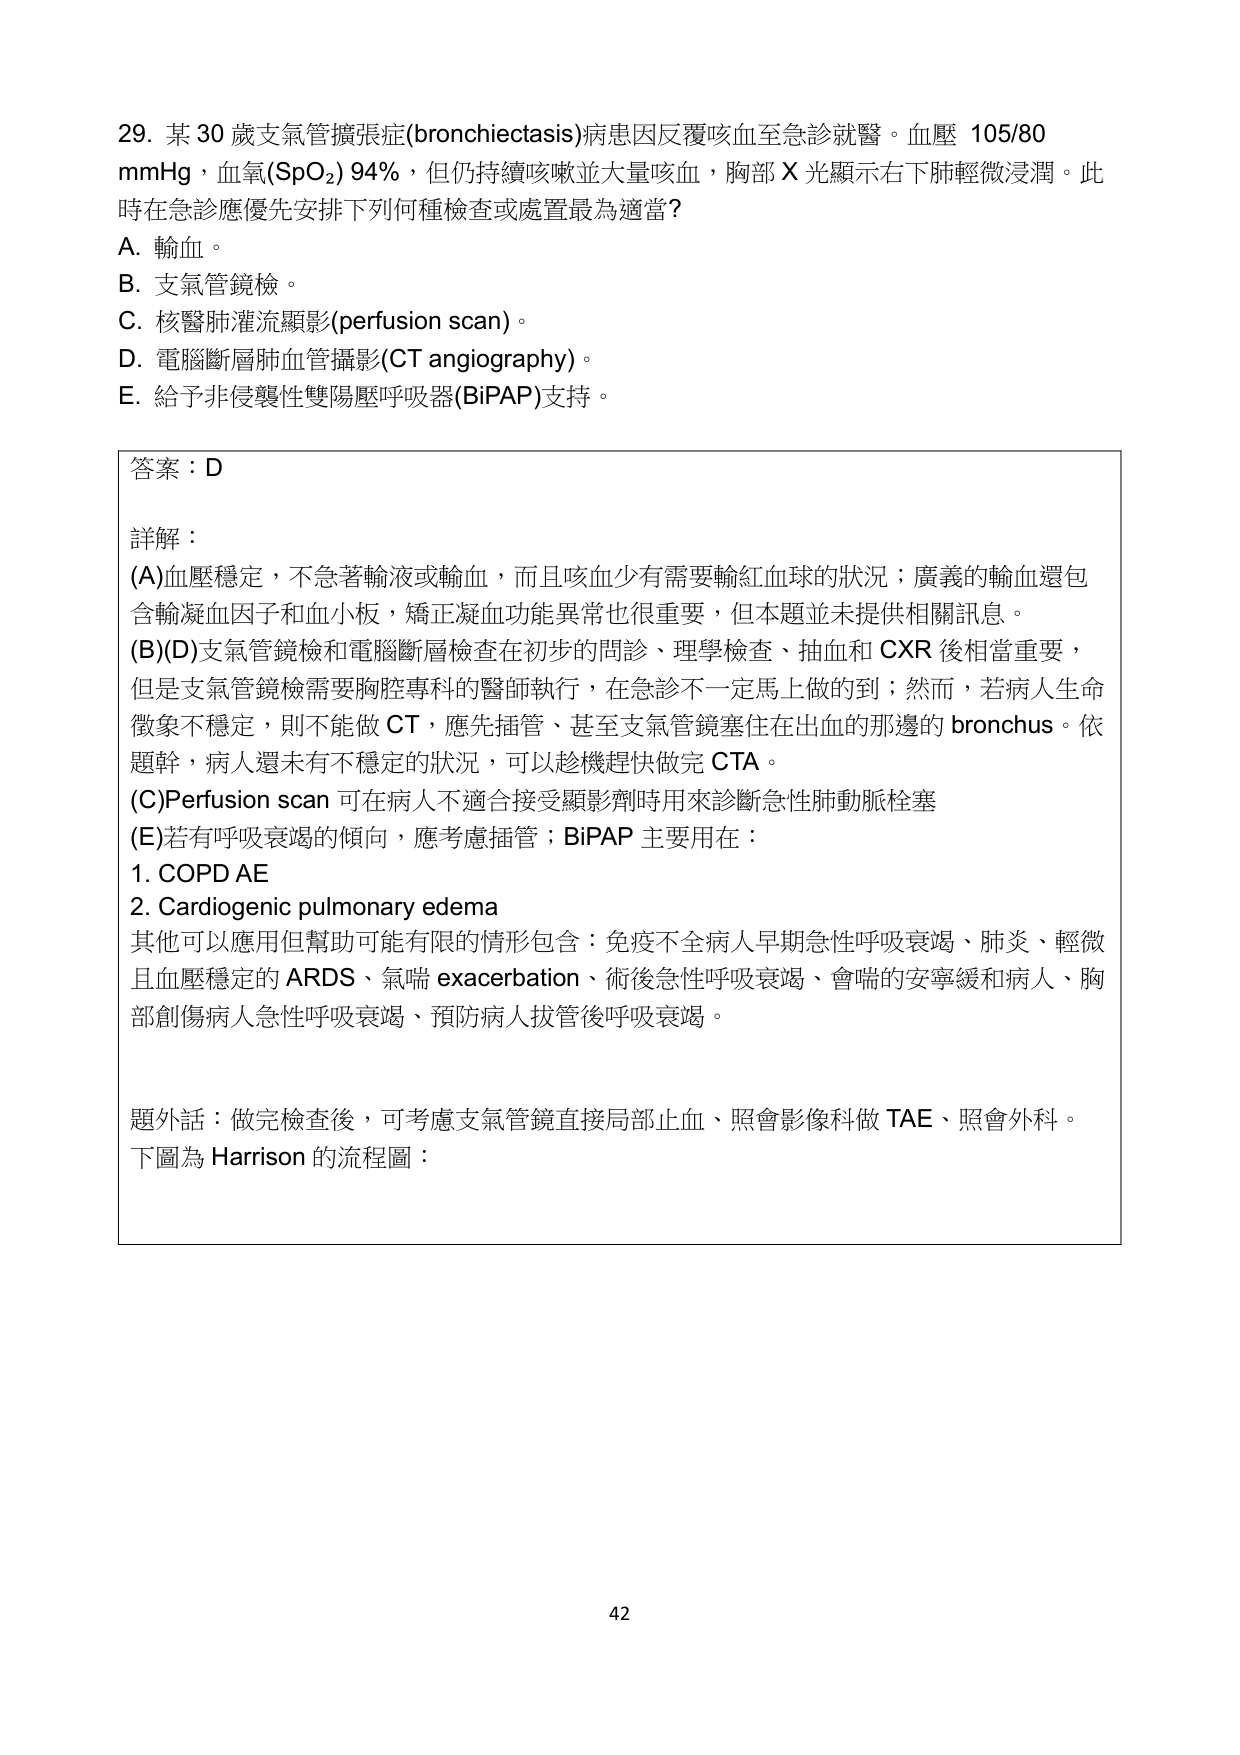 29. 某 30 歲支氣管擴張症(bronchiectasis)病患因反覆咳血至急診就醫。血壓 105/80
mmHg，血氧(SpO₂) 94%，但仍持續咳嗽並大量咳血，胸部 X 光顯示右下肺輕微浸潤。此
時在急診應優先安排下列何種檢查或處置最為適當?
A. 輸血。
B. 支氣管鏡檢。
C. 核醫肺灌流顯影(perfusion scan)。
D. 電腦斷層肺血管攝影(CT angiography)。
E. 給予非侵襲性雙陽壓呼吸器(BiPAP)支持。
答案：D
詳解：
(A)血壓穩定，不急著輸液或輸血，而且咳血少有需要輸紅血球的狀況；廣義的輸血還包
含輸凝血因子和血小板，矯正凝血功能異常也很重要，但本題並未提供相關訊息。
(B)(D)支氣管鏡檢和電腦斷層檢查在初步的問診、理學檢查、抽血和 CXR 後相當重要，
但是支氣管鏡檢需要胸腔專科的醫師執行，在急診不一定馬上做的到；然而，若病人生命
徵象不穩定，則不能做 CT，應先插管、甚至支氣管鏡塞住在出血的那邊的 bronchus。依
題幹，病人還未有不穩定的狀況，可以趁機趕快做完 CTA。
(C)Perfusion scan 可在病人不適合接受顯影劑時用來診斷急性肺動脈栓塞
(E)若有呼吸衰竭的傾向，應考慮插管；BiPAP 主要用在：
1. COPD AE
2. Cardiogenic pulmonary edema
其他可以應用但幫助可能有限的情形包含：免疫不全病人早期急性呼吸衰竭、肺炎、輕微
且血壓穩定的 ARDS、氣喘 exacerbation、術後急性呼吸衰竭、會喘的安寧緩和病人、胸
部創傷病人急性呼吸衰竭、預防病人拔管後呼吸衰竭。
題外話：做完檢查後，可考慮支氣管鏡直接局部止血、照會影像科做 TAE、照會外科。
下圖為 Harrison 的流程圖：
42